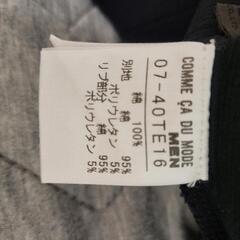 COMME ÇA DU MODE
MEN
07-40TE16
綿 100%
別地
綿 95%
ポリウレタン 5%
リブ部分
綿 95%
ポリウレタン 5%